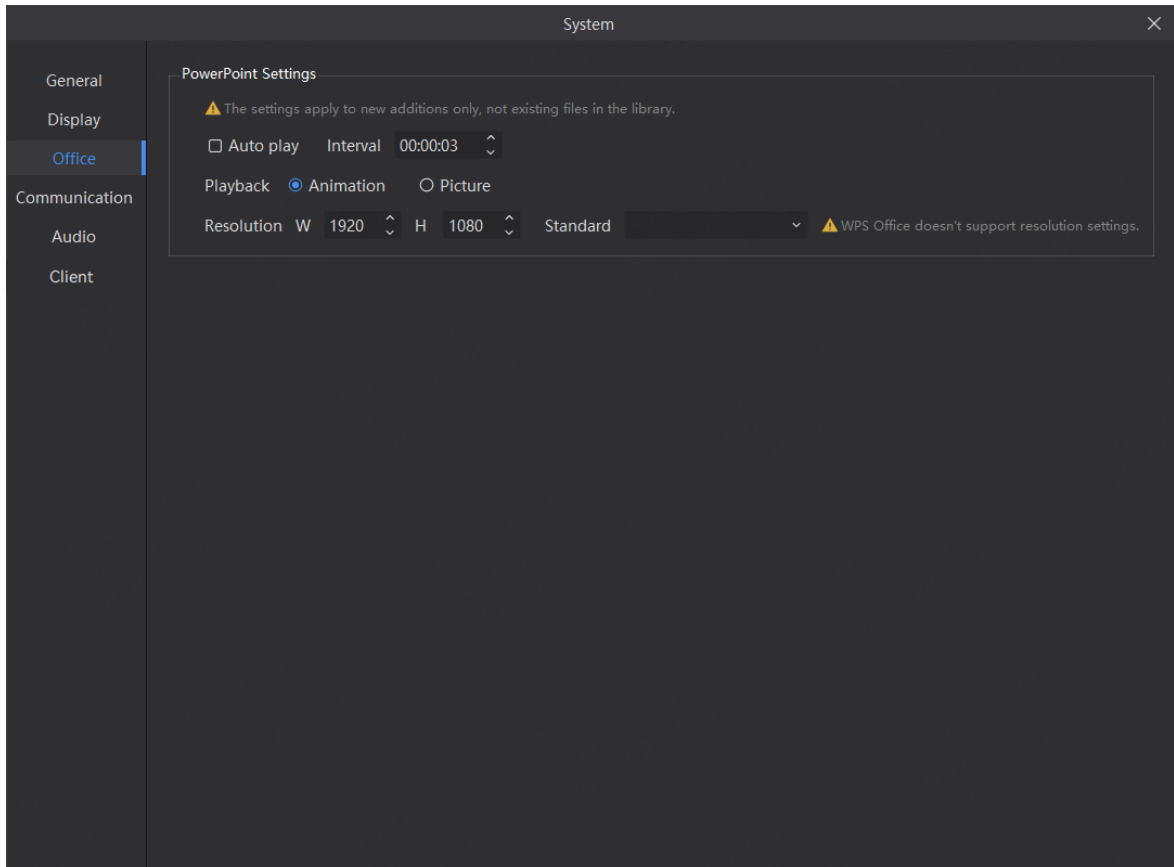 System
General
Display
Office
Communication
Audio
Client
PowerPoint Settings
The settings apply to new additions only, not existing files in the library.
Auto play Interval 00:00:03
Playback Animation Picture
Resolution W 1920 H 1080 Standard WPS Office doesn't support resolution settings.